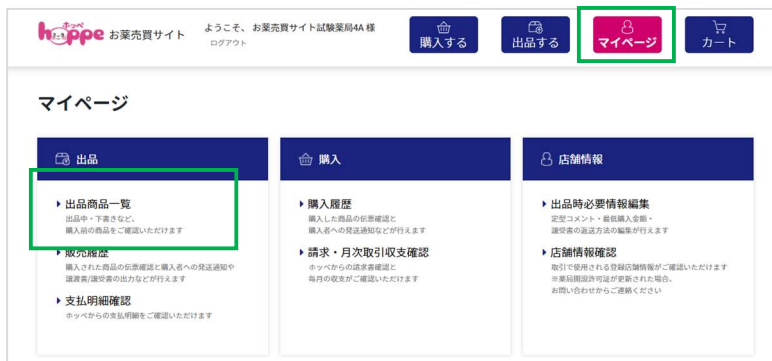 ホッペ
hoppe お薬売買サイト
ようこそ、お薬売買サイト試験薬局4A 様
ログアウト
購入する
出品する
マイページ
カート
マイページ
出品
出品商品一覧
出品中・下書きなど、
購入前の商品をご確認いただけます
販売履歴
購入された商品の伝票確認と購入者への発送通知や
譲渡書/譲受書の出力などが行えます
支払明細確認
ホッペからの支払明細をご確認いただけます
購入
購入履歴
購入した商品の伝票確認と
購入者への発送通知などが行えます
請求・月次取引収支確認
ホッペからの請求書確認と
毎月の収支がご確認いただけます
店舗情報
出品時必要情報編集
定型コメント・最低購入金額・
譲受書の返送方法の編集が行えます
店舗情報確認
取引で使用される登録店舗情報がご確認いただけます
※薬局開設許可証が更新された場合、
お問い合わせからご連絡ください